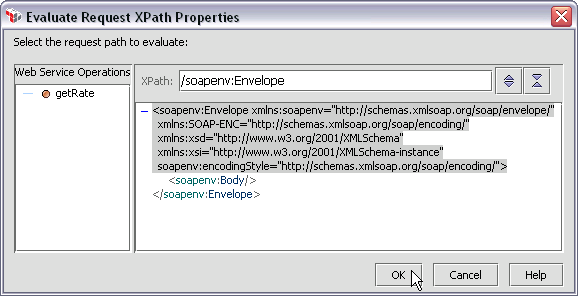 Evaluate Request XPath Properties
Select the request path to evaluate:
Web Service Operations
getRate
XPath: /soapenv:Envelope
<soapenv:Envelope xmlns:soapenv="http://schemas.xmlsoap.org/soap/envelope/"
xmlns:SOAP-ENC="http://schemas.xmlsoap.org/soap/encoding/"
xmlns:xsd="http://www.w3.org/2001/XMLSchema"
xmlns:xsi="http://www.w3.org/2001/XMLSchema-instance"
soapenv:encodingStyle="http://schemas.xmlsoap.org/soap/encoding/">
<soapenv:Body/>
</soapenv:Envelope>
OK Cancel Help